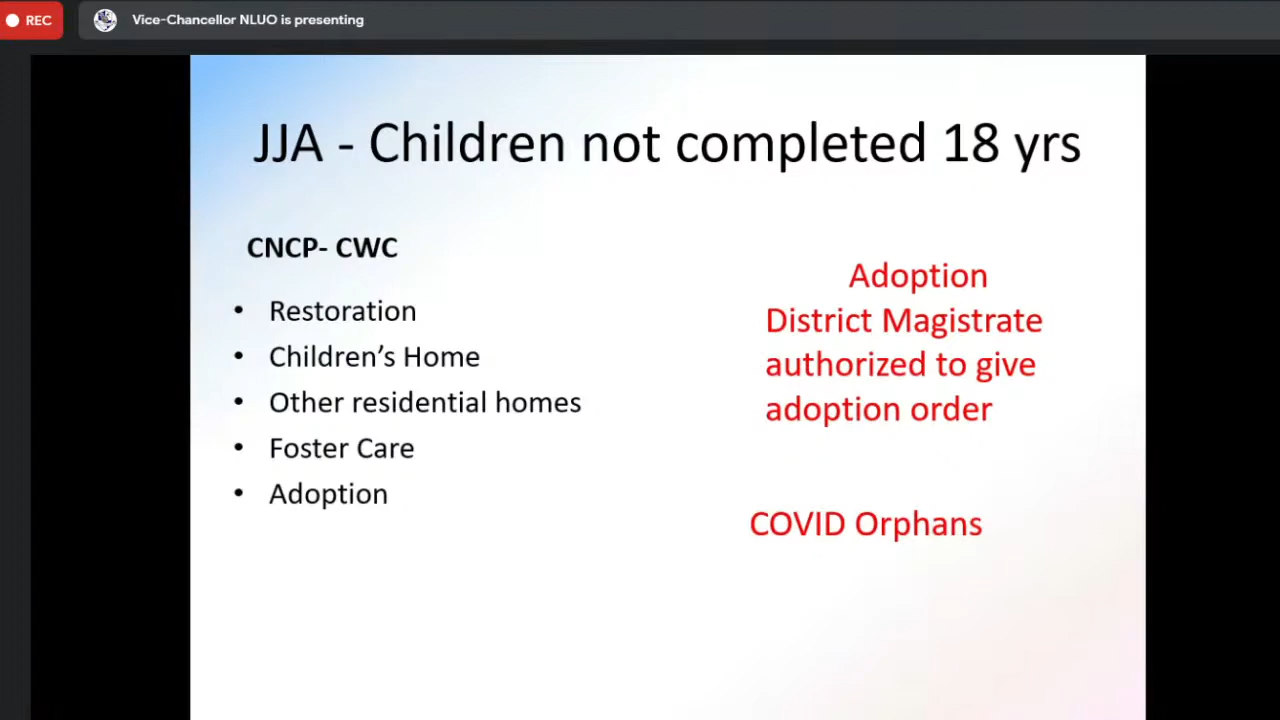 REC
Vice-Chancellor NLUO is presenting
JJA - Children not completed 18 yrs
CNCP- CWC
• Restoration
• Children’s Home
• Other residential homes
• Foster Care
• Adoption
Adoption
District Magistrate
authorized to give
adoption order
COVID Orphans